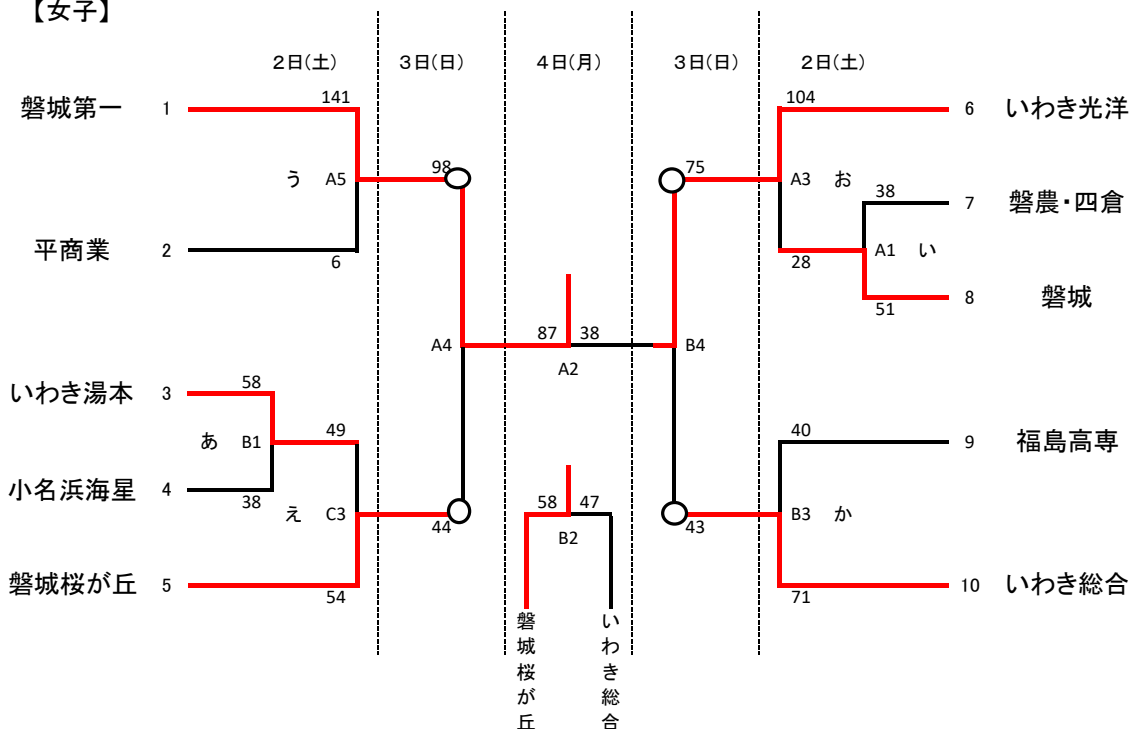 【女子】
2日(土) 3日(日) 4日(月) 3日(日) 2日(土)
磐城第一 1 141 104 6 いわき光洋
98 75
う A5 A3 お
38 7 磐農・四倉
平商業 2 6 28 A1 い
51 8 磐城
A4 87 38 B4
A2
いわき湯本 3 58
49 40 9 福島高専
あ B1
小名浜海星 4 38
え C3 44 58 47 43 B3 か
B2
磐城桜が丘 5 54 71 10 いわき総合
磐城桜が丘
いわき総合